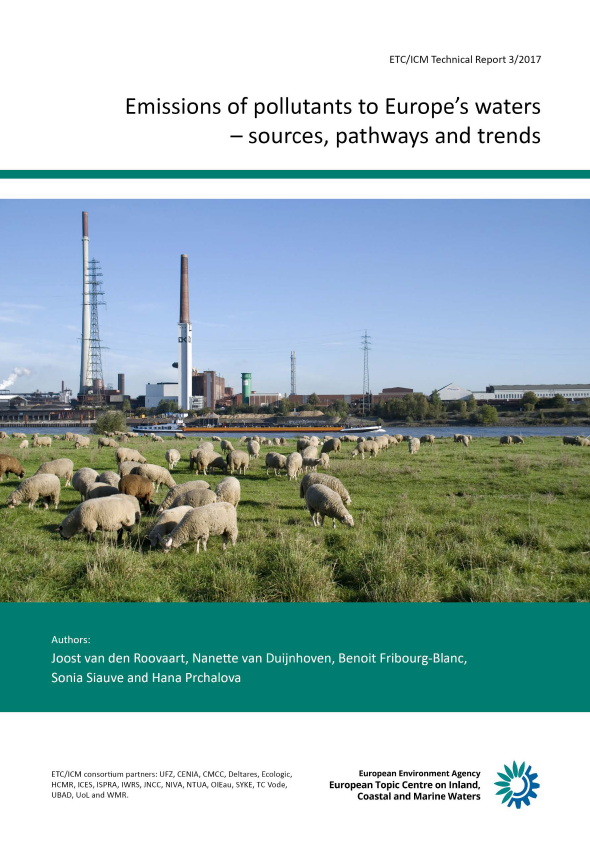 ETC/ICM Technical Report 3/2017
Emissions of pollutants to Europe's waters
– sources, pathways and trends
Authors:
Joost van den Roovaart, Nanette van Duijnhoven, Benoit Fribourg-Blanc,
Sonia Siauve and Hana Prchalova
ETC/ICM consortium partners: UFZ, CENIA, CMCC, Deltares, Ecologic,
HCMR, ICES, ISPRA, IWRS, JNCC, NIVA, NTUA, OIEau, SYKE, TC Vode,
UBAD, UoL and WMR.
European Environment Agency
European Topic Centre on Inland,
Coastal and Marine Waters